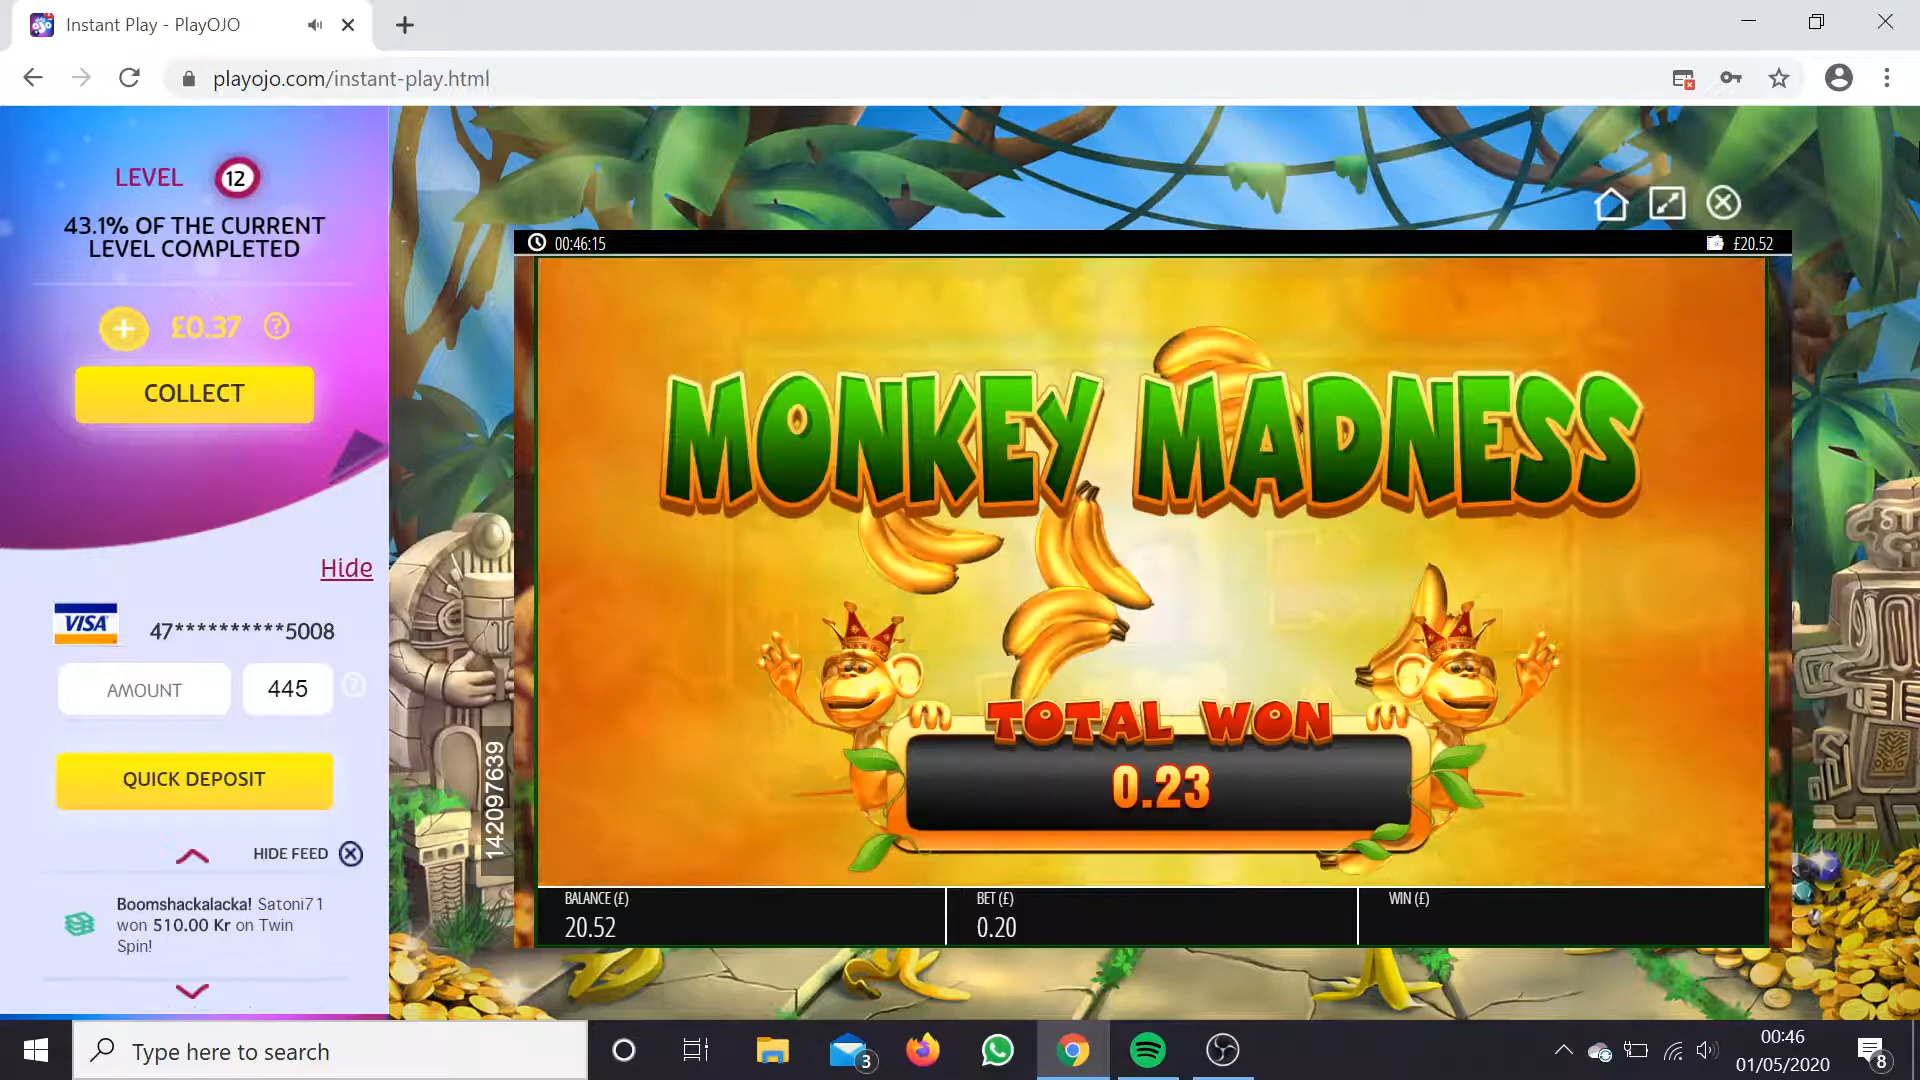 Instant Play - PlayOJO
playojo.com/instant-play.html
LEVEL 12
43.1% OF THE CURRENT
LEVEL COMPLETED
£0.37
COLLECT
Hide
VISA 47**********5008
AMOUNT 445
QUICK DEPOSIT
HIDE FEED
Boomshackalacka! Satoni71
won 510.00 Kr on Twin
Spin!
142097639
00:46:15
£20.52
MONKEY MADNESS
TOTAL WON
0.23
BALANCE (£)
20.52
BET (£)
0.20
WIN (£)
Type here to search
3
00:46
01/05/2020
8